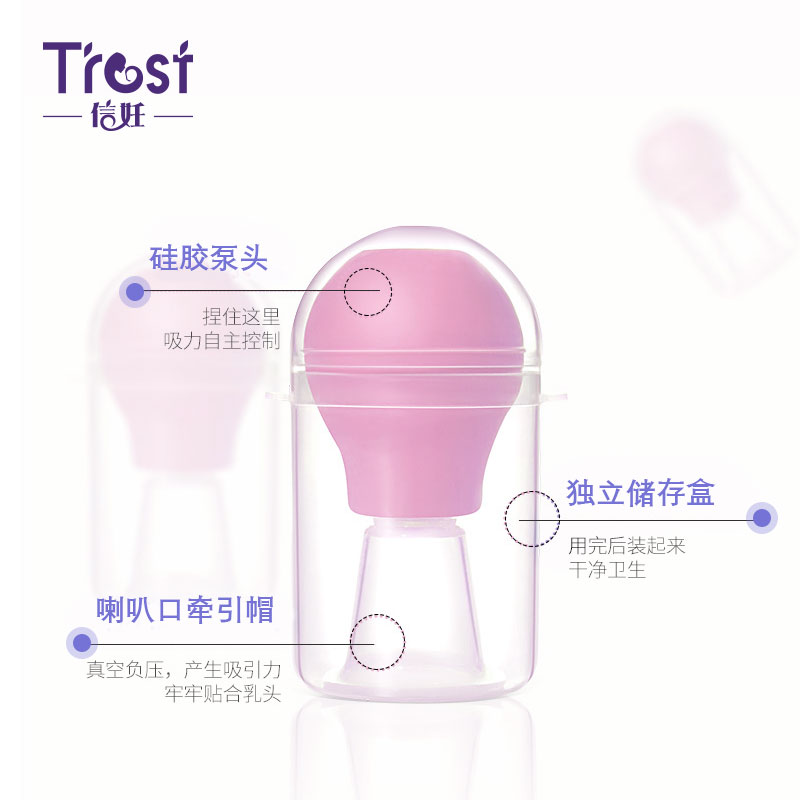 Trost
信妊
硅胶泵头
捏住这里
吸力自主控制
独立储存盒
用完后装起来
干净卫生
喇叭口牵引帽
真空负压，产生吸引力
牢牢贴合乳头